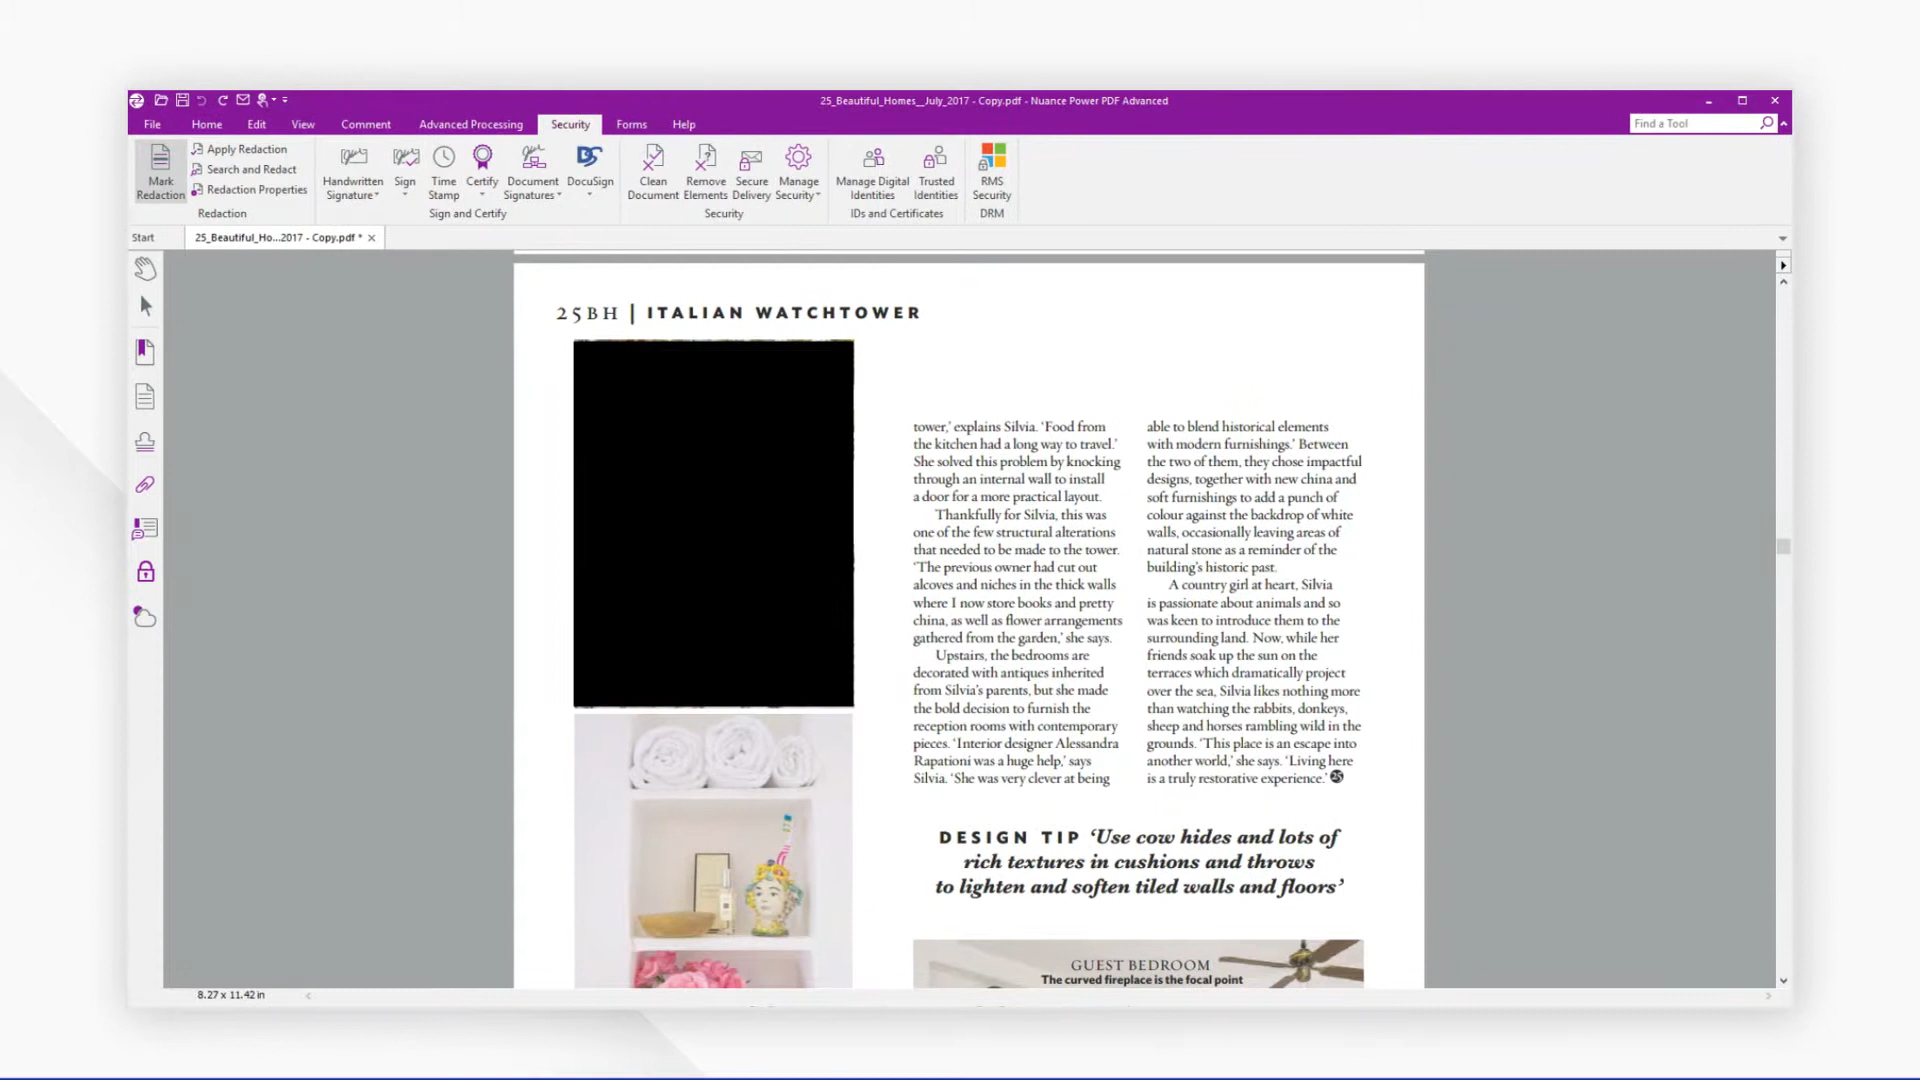 25_Beautiful_Homes__July_2017 - Copy.pdf - Nuance Power PDF Advanced
File Home Edit View Comment Advanced Processing Security Forms Help
Find a Tool
Mark Redaction
Apply Redaction
Search and Redact
Redaction Properties
Redaction
Handwritten Signature
Sign
Time Stamp
Certify
Document Signatures
DocuSign
Sign and Certify
Clean Document
Remove Elements
Secure Delivery
Manage Security
Security
Manage Digital Identities
Trusted Identities
IDs and Certificates
RMS Security
DRM
Start
25_Beautiful_Ho...2017 - Copy.pdf *
25BH | ITALIAN WATCHTOWER
tower,’ explains Silvia. ‘Food from
the kitchen had a long way to travel.’
She solved this problem by knocking
through an internal wall to install
a door for a more practical layout.
Thankfully for Silvia, this was
one of the few structural alterations
that needed to be made to the tower.
‘The previous owner had cut out
alcoves and niches in the thick walls
where I now store books and pretty
china, as well as flower arrangements
gathered from the garden,’ she says.
Upstairs, the bedrooms are
decorated with antiques inherited
from Silvia’s parents, but she made
the bold decision to furnish the
reception rooms with contemporary
pieces. ‘Interior designer Alessandra
Rapationi was a huge help,’ says
Silvia. ‘She was very clever at being
able to blend historical elements
with modern furnishings.’ Between
the two of them, they chose impactful
designs, together with new china and
soft furnishings to add a punch of
colour against the backdrop of white
walls, occasionally leaving areas of
natural stone as a reminder of the
building’s historic past.
A country girl at heart, Silvia
is passionate about animals and so
was keen to introduce them to the
surrounding land. Now, while her
friends soak up the sun on the
terraces which dramatically project
over the sea, Silvia likes nothing more
than watching the rabbits, donkeys,
sheep and horses rambling wild in the
grounds. ‘This place is an escape into
another world,’ she says. ‘Living here
is a truly restorative experience.’ 25
DESIGN TIP ‘Use cow hides and lots of
rich textures in cushions and throws
to lighten and soften tiled walls and floors’
GUEST BEDROOM
The curved fireplace is the focal point
8.27 x 11.42 in